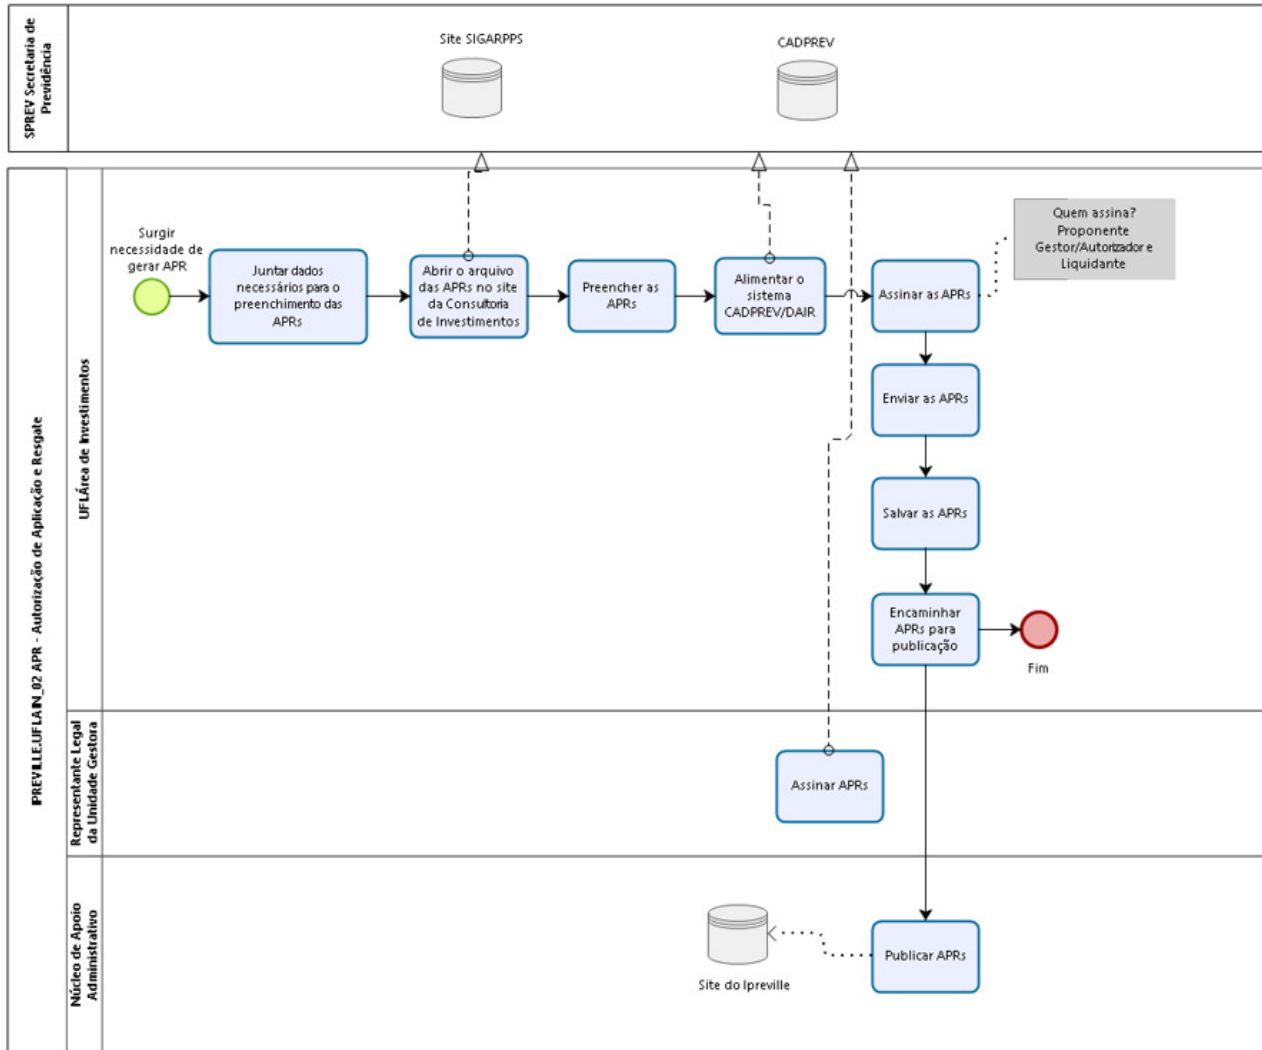 SPREV Secretaria de
Previdência
Site SIGARPPS
CADPREV
IPREVILLE.UFI.AIN_02 APR - Autorização de Aplicação e Resgate
UFI.Área de Investimentos
Surgir
necessidade de
gerar APR
Juntar dados
necessários para o
preenchimento das
APRs
Abrir o arquivo
das APRs no site
da Consultoria
de Investimentos
Preencher as
APRs
Alimentar o
sistema
CADPREV/DAIR
Assinar as APRs
Quem assina?
Proponente
Gestor/Autorizador e
Liquidante
Enviar as APRs
Salvar as APRs
Encaminhar
APRs para
publicação
Fim
Representante Legal
da Unidade Gestora
Assinar APRs
Núcleo de Apoio
Administrativo
Site do Ipreville
Publicar APRs